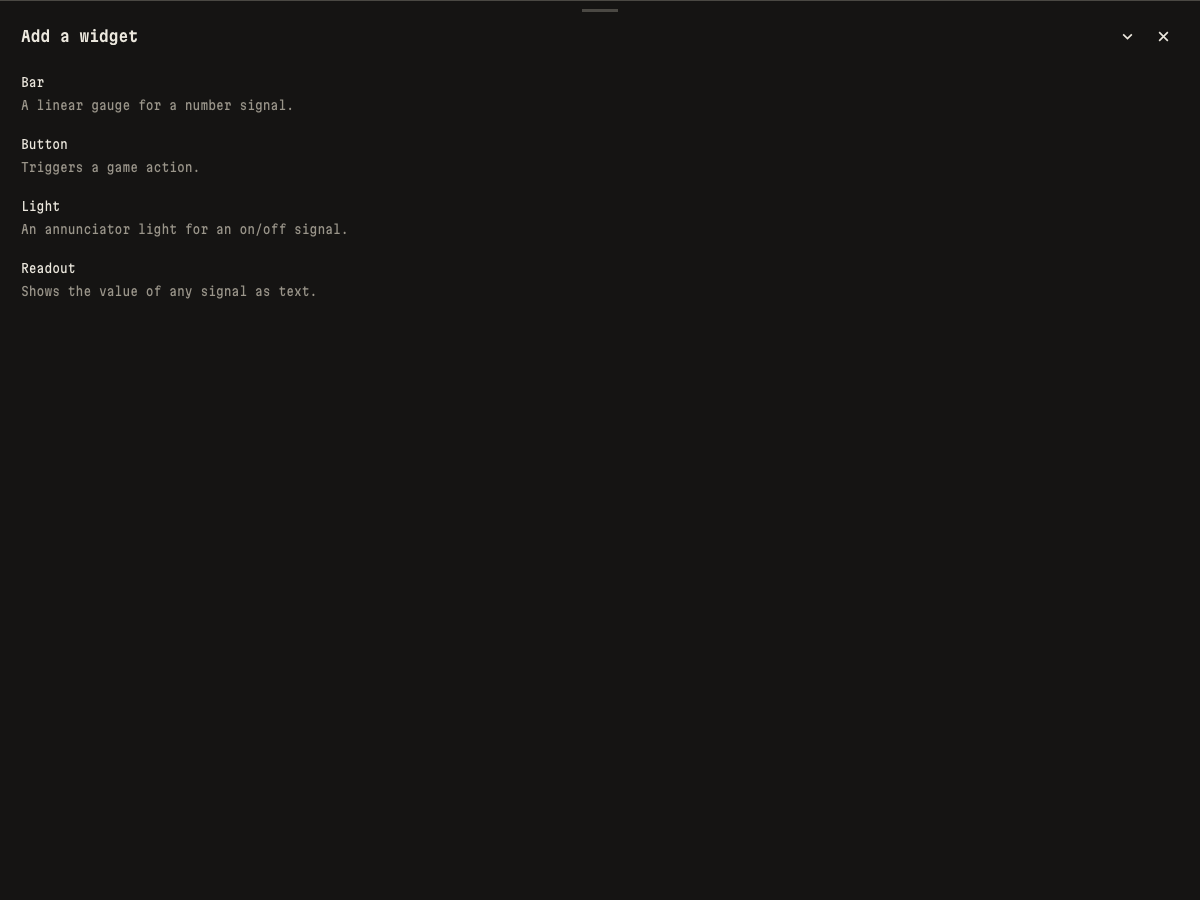 Add a widget
Bar
A linear gauge for a number signal.
Button
Triggers a game action.
Light
An annunciator light for an on/off signal.
Readout
Shows the value of any signal as text.